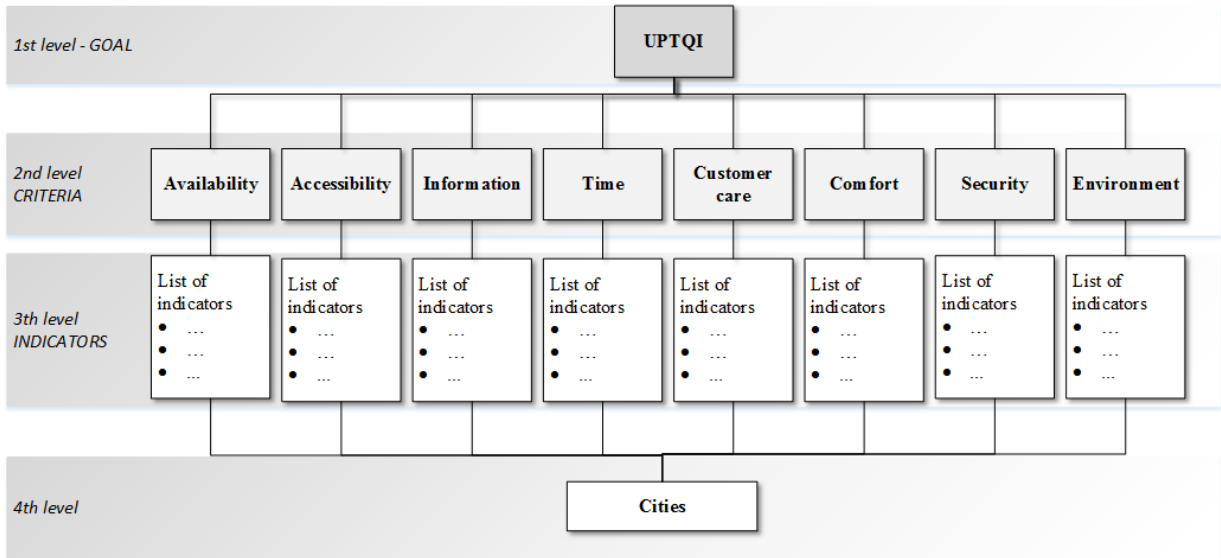 1st level - GOAL
UPTQI
2nd level
CRITERIA
Availability
Accessibility
Information
Time
Customer
care
Comfort
Security
Environment
3th level
INDICATORS
List of
indicators
● ...
● ...
● ...
List of
indicators
● ...
● ...
● ...
List of
indicators
● ...
● ...
● ...
List of
indicators
● ...
● ...
● ...
List of
indicators
● ...
● ...
● ...
List of
indicators
● ...
● ...
● ...
List of
indicators
● ...
● ...
● ...
List of
indicators
● ...
● ...
● ...
4th level
Cities